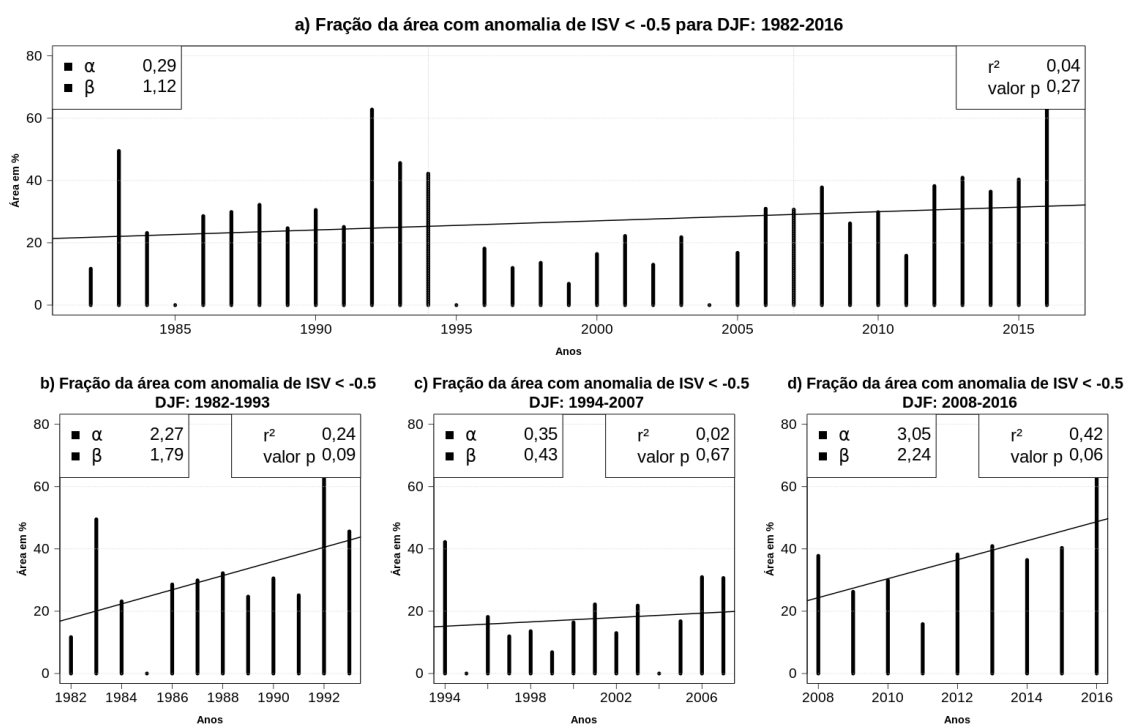 a) Fração da área com anomalia de ISV < -0.5 para DJF: 1982-2016
80
60
40
20
0
Área em %
α 0,29
β 1,12
r² 0,04
valor p 0,27
1985 1990 1995 2000 2005 2010 2015
Anos
b) Fração da área com anomalia de ISV < -0.5
DJF: 1982-1993
80
60
40
20
0
Área em %
α 2,27
β 1,79
r² 0,24
valor p 0,09
1982 1984 1986 1988 1990 1992
Anos
c) Fração da área com anomalia de ISV < -0.5
DJF: 1994-2007
80
60
40
20
0
Área em %
α 0,35
β 0,43
r² 0,02
valor p 0,67
1994 1998 2002 2006
Anos
d) Fração da área com anomalia de ISV < -0.5
DJF: 2008-2016
80
60
40
20
0
Área em %
α 3,05
β 2,24
r² 0,42
valor p 0,06
2008 2010 2012 2014 2016
Anos